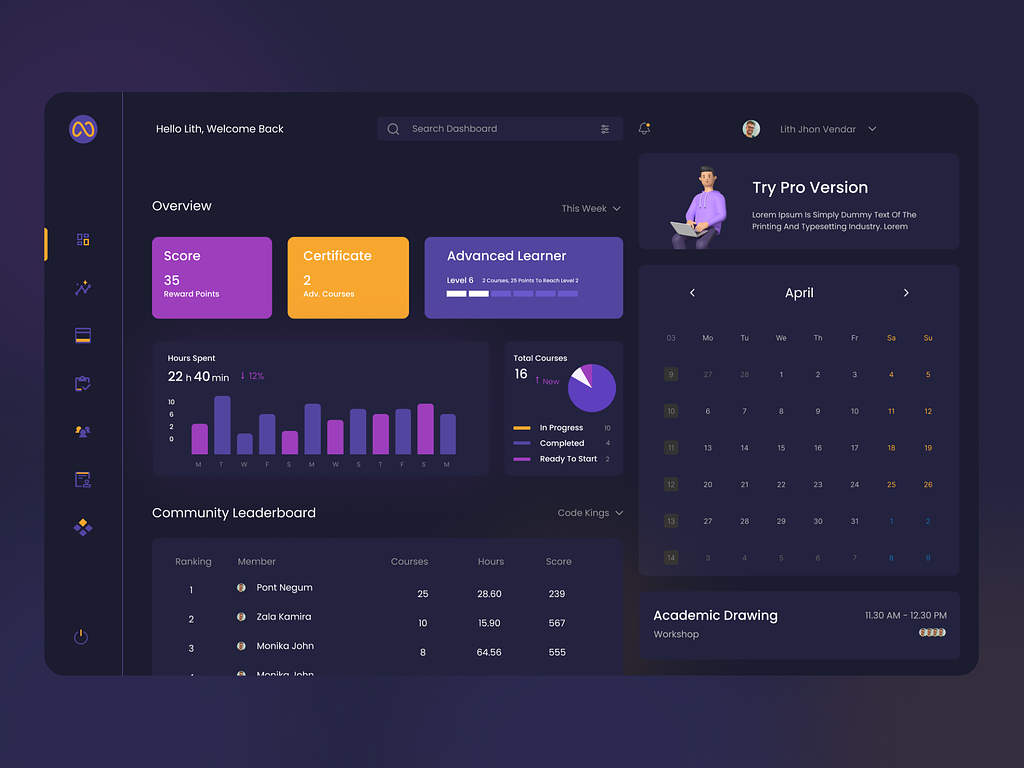 Hello Lith, Welcome Back
Search Dashboard
Lith Jhon Vendar
Overview
This Week
Score
35
Reward Points
Certificate
2
Adv. Courses
Advanced Learner
Level 6 2 Courses, 25 Points To Reach Level 2
Hours Spent
22 h 40 min ↓ 12%
10
6
2
0
M T W F S M W S T F S M
Total Courses
16 ↑ New
In Progress 10
Completed 4
Ready To Start 2
Community Leaderboard
Code Kings
Ranking Member Courses Hours Score
1 Pont Negum 25 28.60 239
2 Zala Kamira 10 15.90 567
3 Monika John 8 64.56 555
4 Monika John
Try Pro Version
Lorem Ipsum Is Simply Dummy Text Of The
Printing And Typesetting Industry. Lorem
April
03 Mo Tu We Th Fr Sa Su
9 27 28 1 2 3 4 5
10 6 7 8 9 10 11 12
11 13 14 15 16 17 18 19
12 20 21 22 23 24 25 26
13 27 28 29 30 31 1 2
14 3 4 5 6 7 8 9
Academic Drawing
11.30 AM - 12.30 PM
Workshop